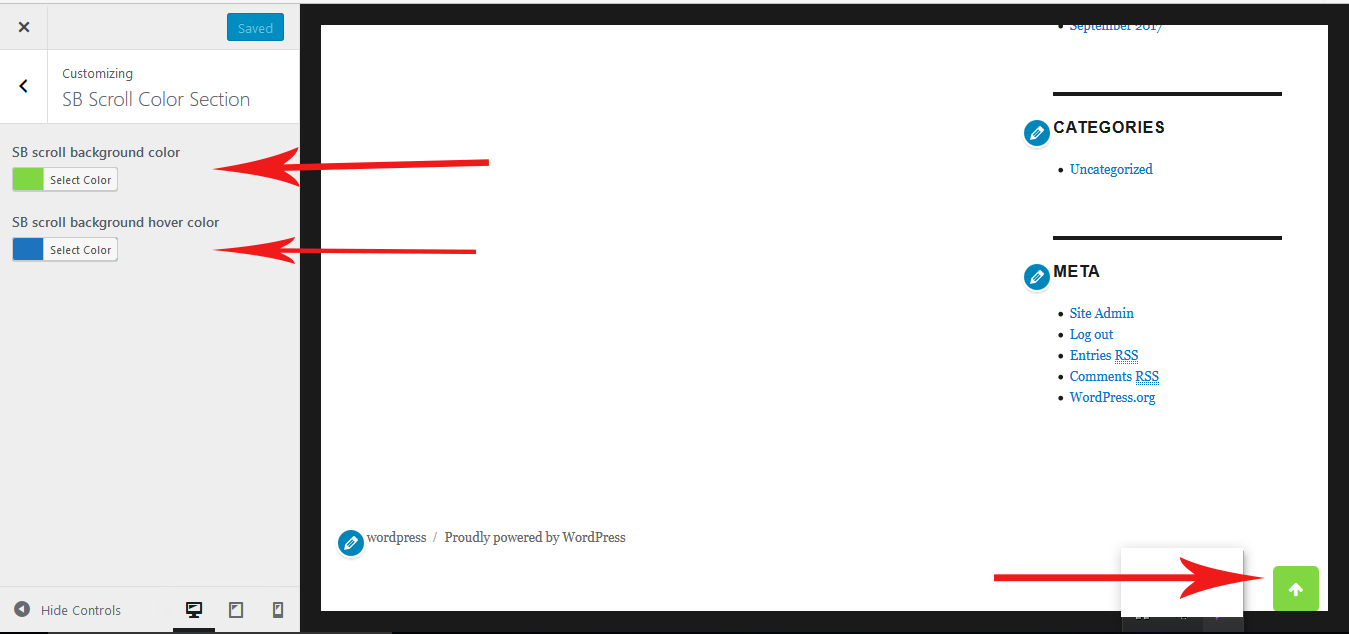 Saved
Customizing
SB Scroll Color Section
SB scroll background color
Select Color
SB scroll background hover color
Select Color
Hide Controls
September 2017
CATEGORIES
Uncategorized
META
Site Admin
Log out
Entries RSS
Comments RSS
WordPress.org
wordpress / Proudly powered by WordPress